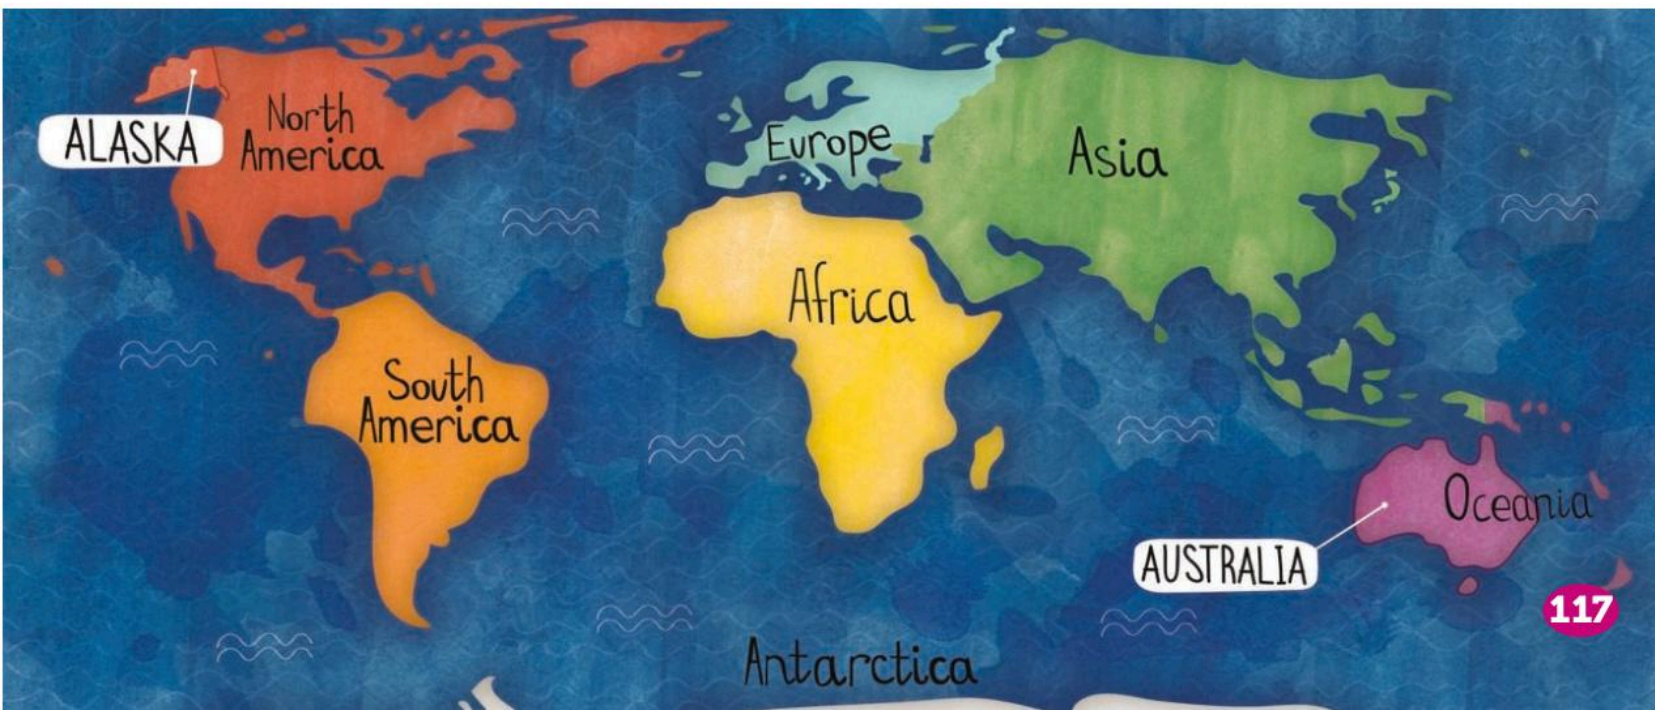 ALASKA
North
America
Europe
Asia
Africa
South
America
Oceania
AUSTRALIA
117
Antarctica